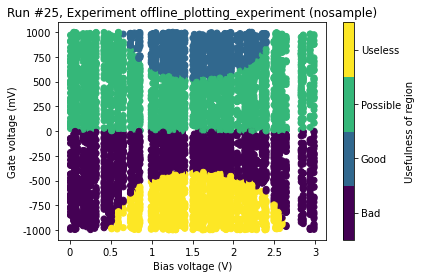 Run #25, Experiment offline_plotting_experiment (nosample)
Gate voltage (mV)
1000
750
500
250
0
-250
-500
-750
-1000
0
0.5
1
1.5
2
2.5
3
Bias voltage (V)
Useless
Possible
Good
Bad
Usefulness of region